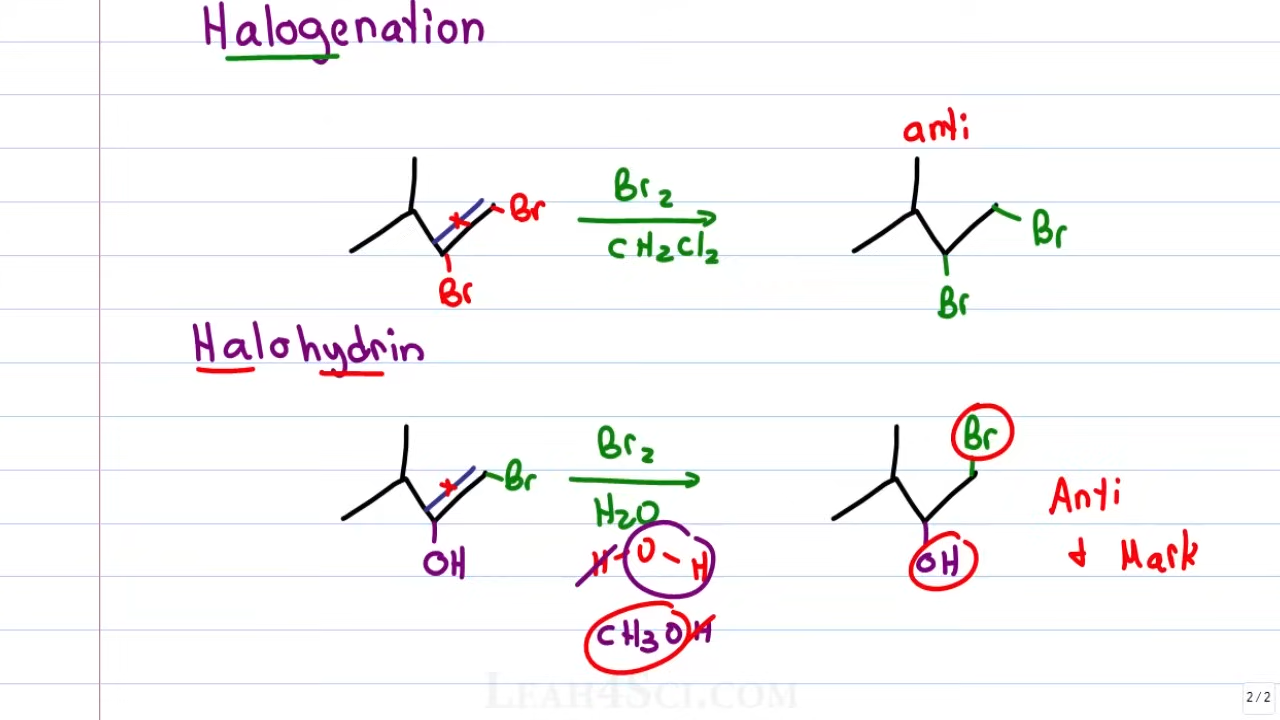 Halogenation
anti
Br
Br
Br₂
CH₂Cl₂
Br
Br
Halohydrin
Br
OH
Br₂
H₂O
H-O-H
CH₃OH
Br
OH
Anti
+ Mark
LEAH4SCI.COM
2/2